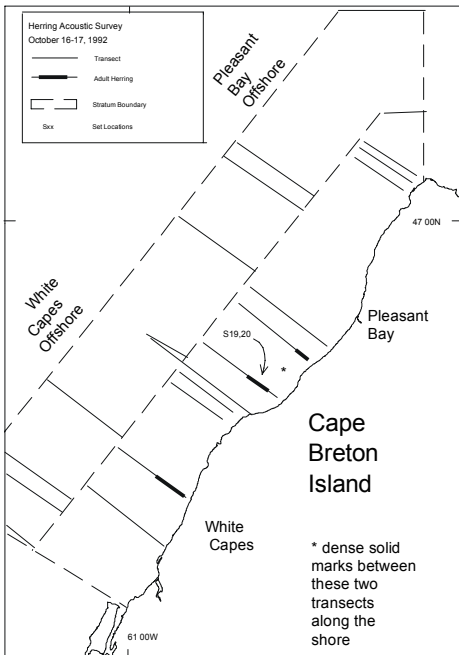 Herring Acoustic Survey
October 16-17, 1992
Transect
Adult Herring
Stratum Boundary
Sxx Set Locations
Pleasant
Bay
Offshore
47 00N
White
Capes
Offshore
Pleasant
Bay
S19,20
*
Cape
Breton
Island
White
Capes
* dense solid
marks between
these two
transects
along the
shore
61 00W